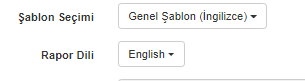 Şablon Seçimi Genel Şablon (İngilizce)
Rapor Dili English